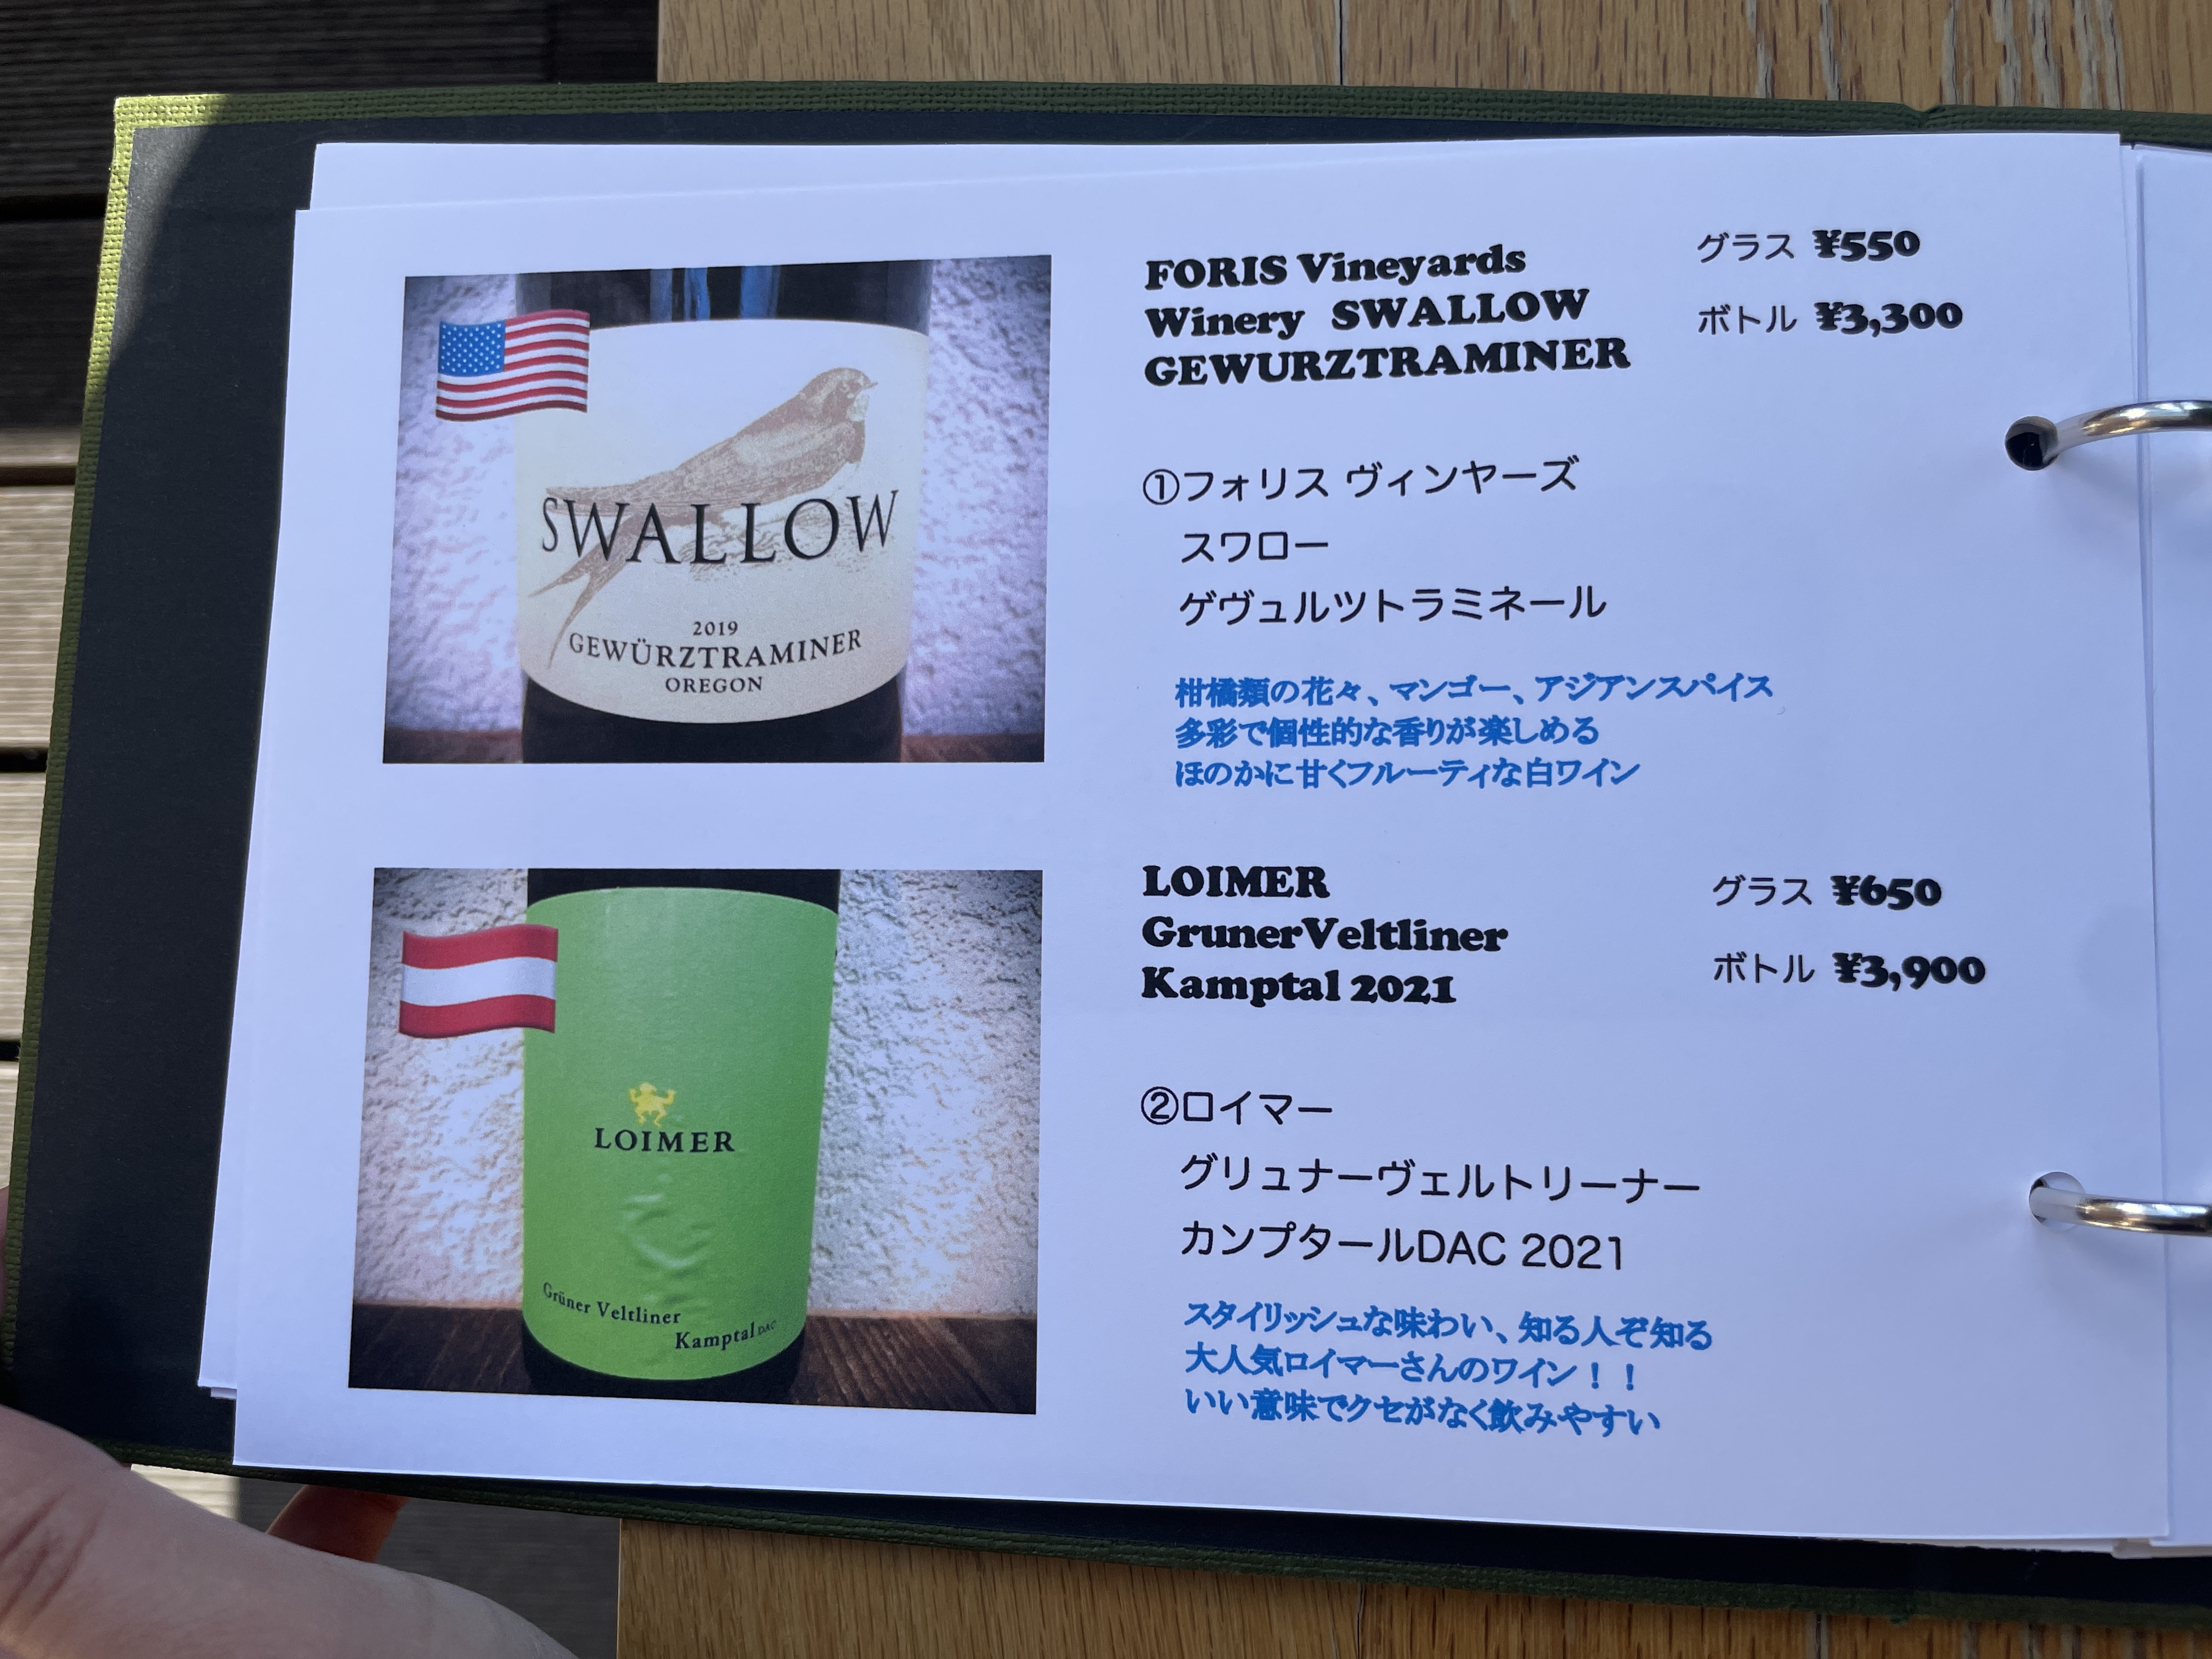 SWALLOW
2019
GEWÜRZTRAMINER
OREGON
FORIS Vineyards
Winery SWALLOW
GEWURZTRAMINER
グラス ¥550
ボトル ¥3,300
①フォリス ヴィンヤーズ
スワロー
ゲヴュルツトラミネール
柑橘類の花々、マンゴー、アジアンスパイス
多彩で個性的な香りが楽しめる
ほのかに甘くフルーティな白ワイン
LOIMER
Grüner Veltliner
Kamptal DAC
LOIMER
GrunerVeltliner
Kamptal 2021
グラス ¥650
ボトル ¥3,900
②ロイマー
グリュナーヴェルトリーナー
カンプタールDAC 2021
スタイリッシュな味わい、知る人ぞ知る
大人気ロイマーさんのワイン！！
いい意味でクセがなく飲みやすい